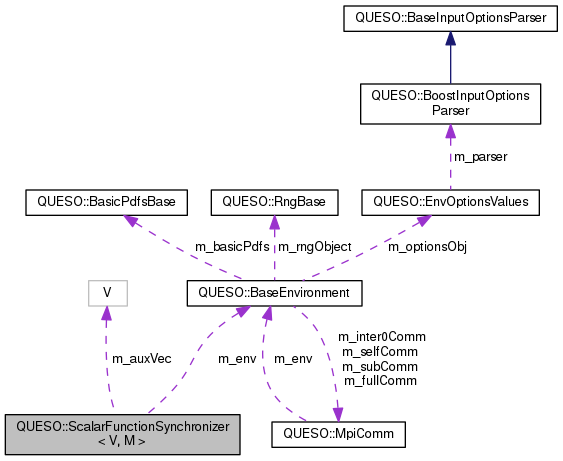 QUESO::BaseInputOptionsParser
QUESO::BoostInputOptions
Parser
m_parser
QUESO::BasicPdfsBase
QUESO::RngBase
QUESO::EnvOptionsValues
m_basicPdfs
m_rngObject
m_optionsObj
V
QUESO::BaseEnvironment
m_auxVec
m_env
m_env
m_inter0Comm
m_selfComm
m_subComm
m_fullComm
QUESO::ScalarFunctionSynchronizer
< V, M >
QUESO::MpiComm